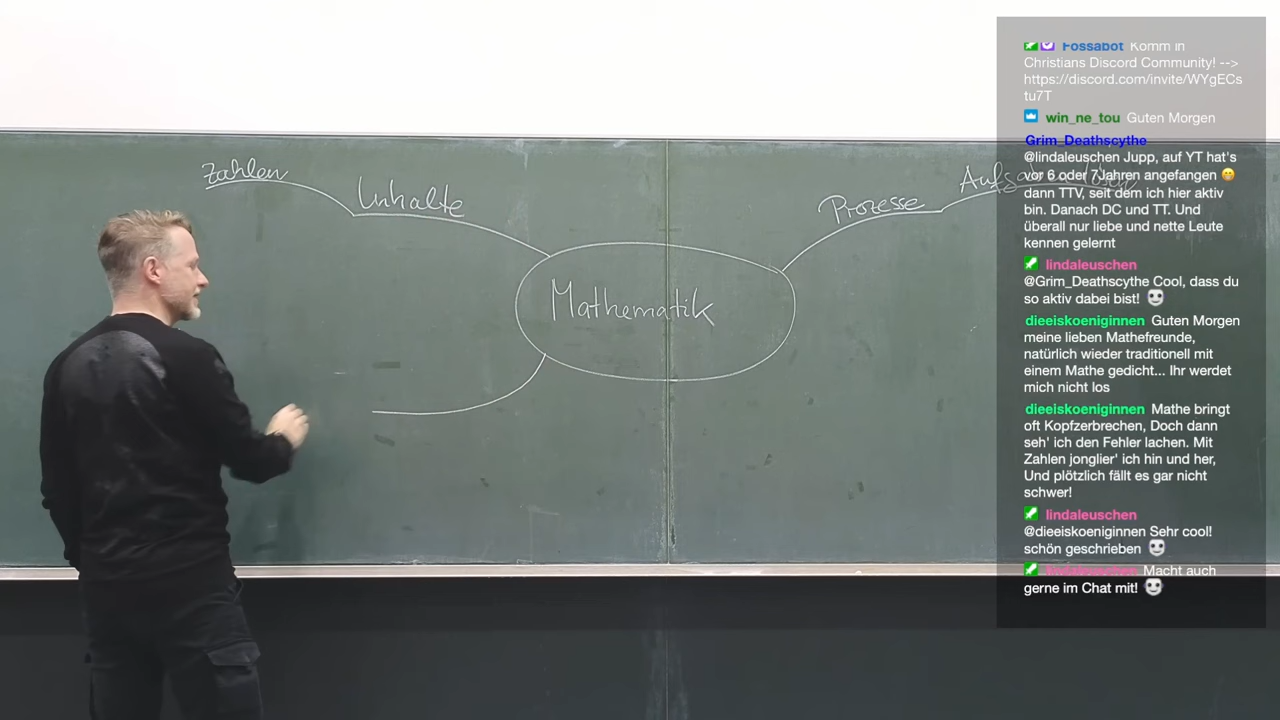 Zahlen
Inhalte
Mathematik
Prozesse
Fossabot Komm in
Christians Discord Community! -->
https://discord.com/invite/WYgECs
tu7T
win_ne_tou Guten Morgen
Grim_Deathscythe
@lindaleuschen Jupp, auf YT hat's
vor 6 oder 7 Jahren angefangen 😁
dann TTV, seit dem ich hier aktiv
bin. Danach DC und TT. Und
überall nur liebe und nette Leute
kennen gelernt
lindaleuschen
@Grim_Deathscythe Cool, dass du
so aktiv dabei bist!
dieeiskoeniginnen Guten Morgen
meine lieben Mathefreunde,
natürlich wieder traditionell mit
einem Mathe gedicht... Ihr werdet
mich nicht los
dieeiskoeniginnen Mathe bringt
oft Kopfzerbrechen, Doch dann
seh' ich den Fehler lachen. Mit
Zahlen jonglier' ich hin und her,
Und plötzlich fällt es gar nicht
schwer!
lindaleuschen
@dieeiskoeniginnen Sehr cool!
schön geschrieben
lindaleuschen Macht auch
gerne im Chat mit!